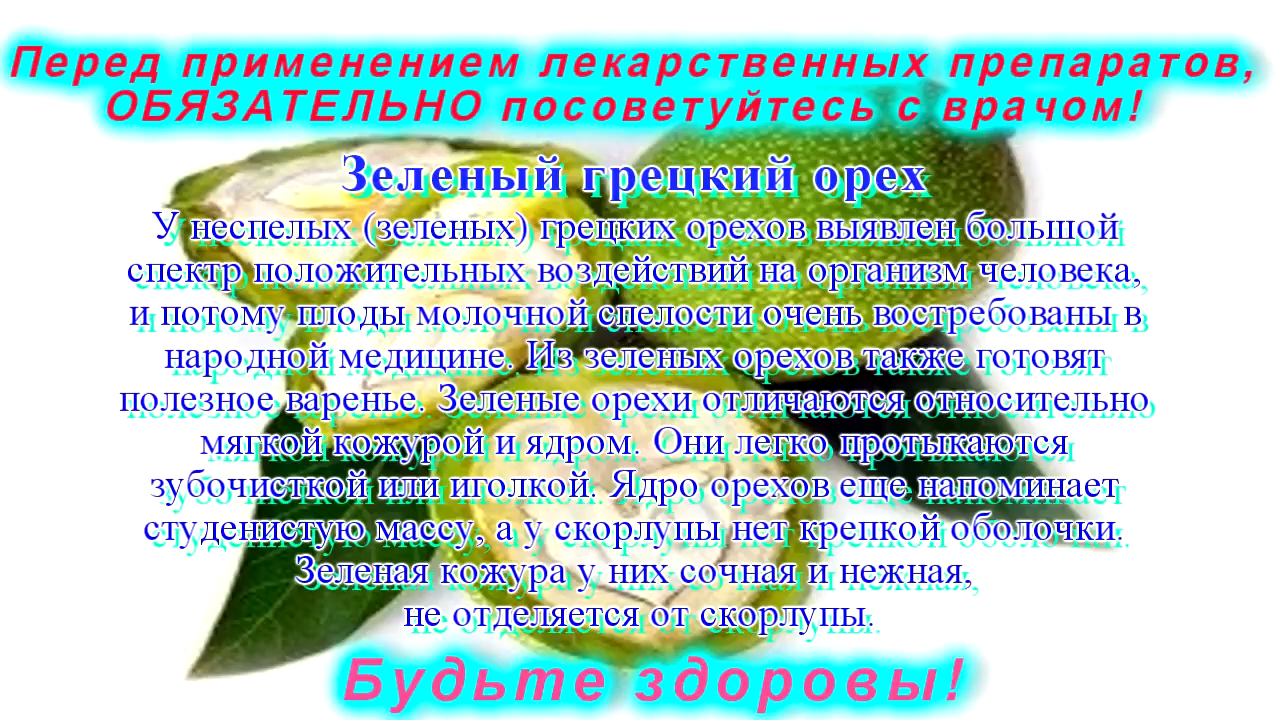 Перед применением лекарственных препаратов,
ОБЯЗАТЕЛЬНО посоветуйтесь с врачом!
Зеленый грецкий орех
У неспелых (зеленых) грецких орехов выявлен большой
спектр положительных воздействий на организм человека,
и потому плоды молочной спелости очень востребованы в
народной медицине. Из зеленых орехов также готовят
полезное варенье. Зеленые орехи отличаются относительно
мягкой кожурой и ядром. Они легко протыкаются
зубочисткой или иголкой. Ядро орехов еще напоминает
студенистую массу, а у скорлупы нет крепкой оболочки.
Зеленая кожура у них сочная и нежная,
не отделяется от скорлупы.
Будьте здоровы!